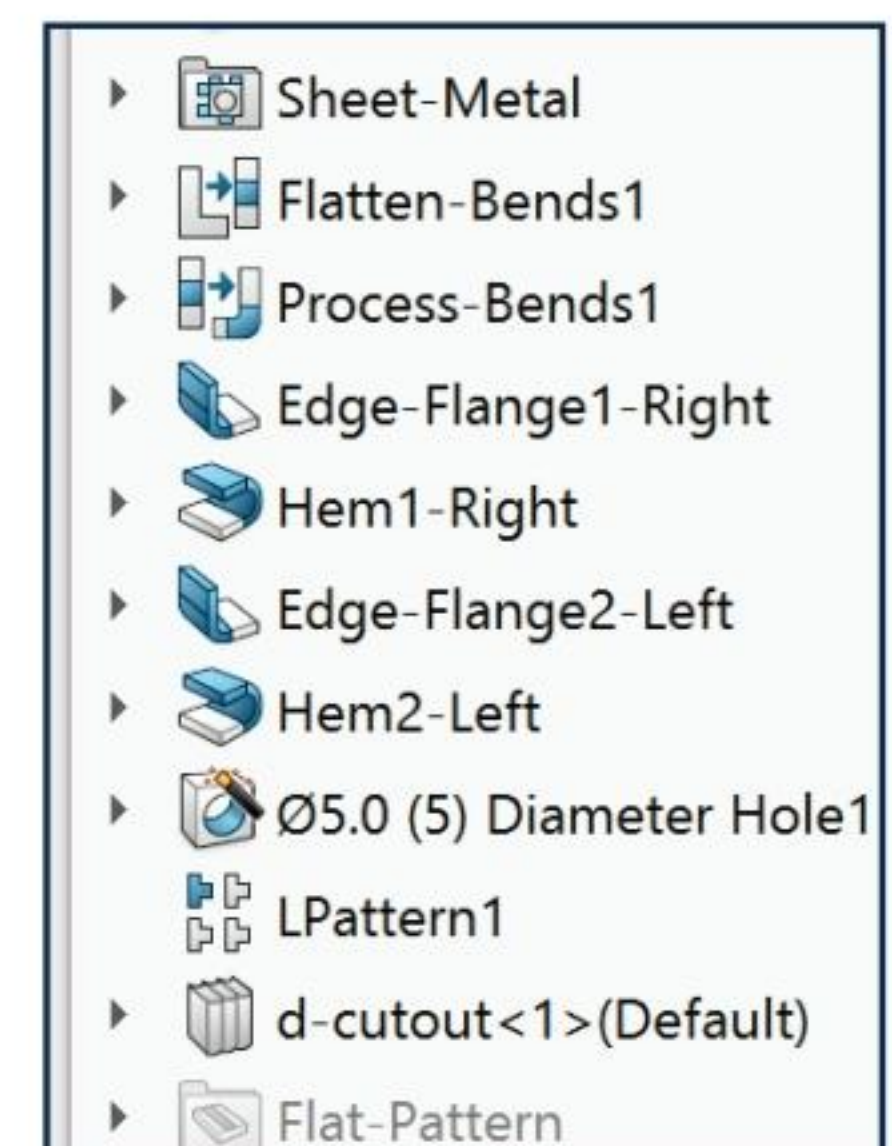 Sheet-Metal
Flatten-Bends1
Process-Bends1
Edge-Flange1-Right
Hem1-Right
Edge-Flange2-Left
Hem2-Left
Ø5.0 (5) Diameter Hole1
LPattern1
d-cutout<1>(Default)
Flat-Pattern